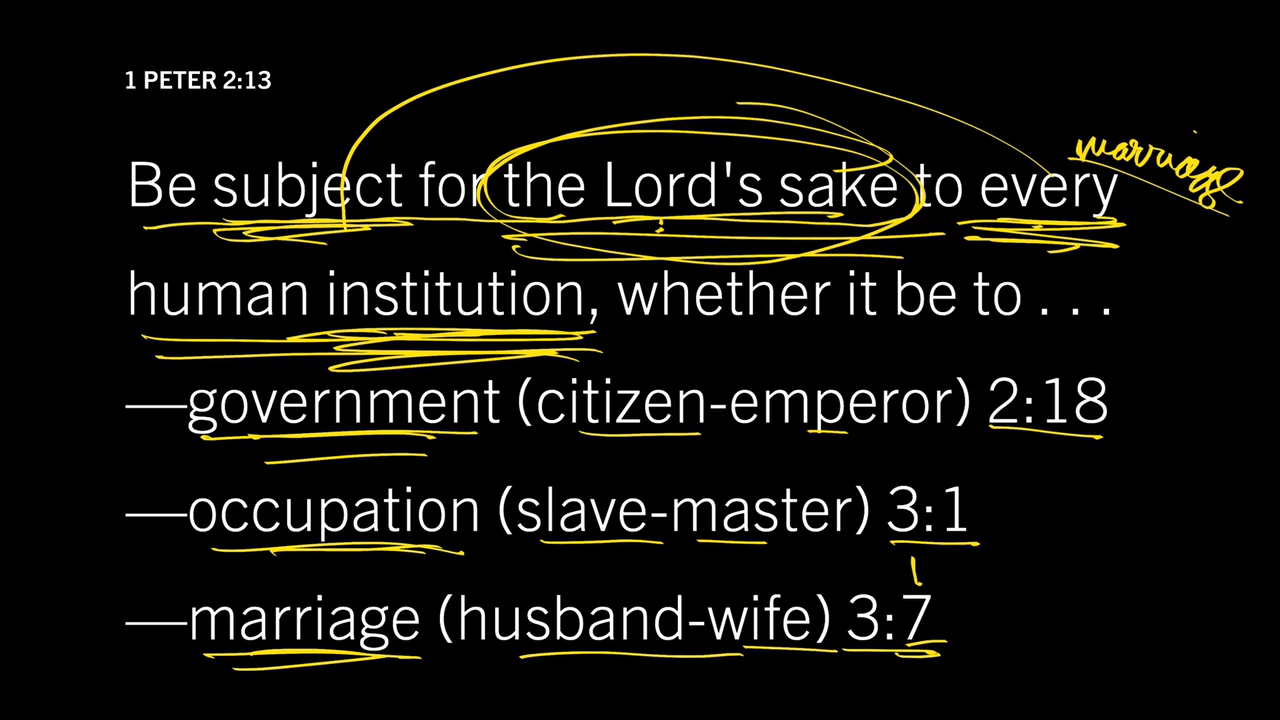 1 PETER 2:13
marriage
Be subject for the Lord's sake to every
human institution, whether it be to . . .
—government (citizen-emperor) 2:18
—occupation (slave-master) 3:1
—marriage (husband-wife) 3:7